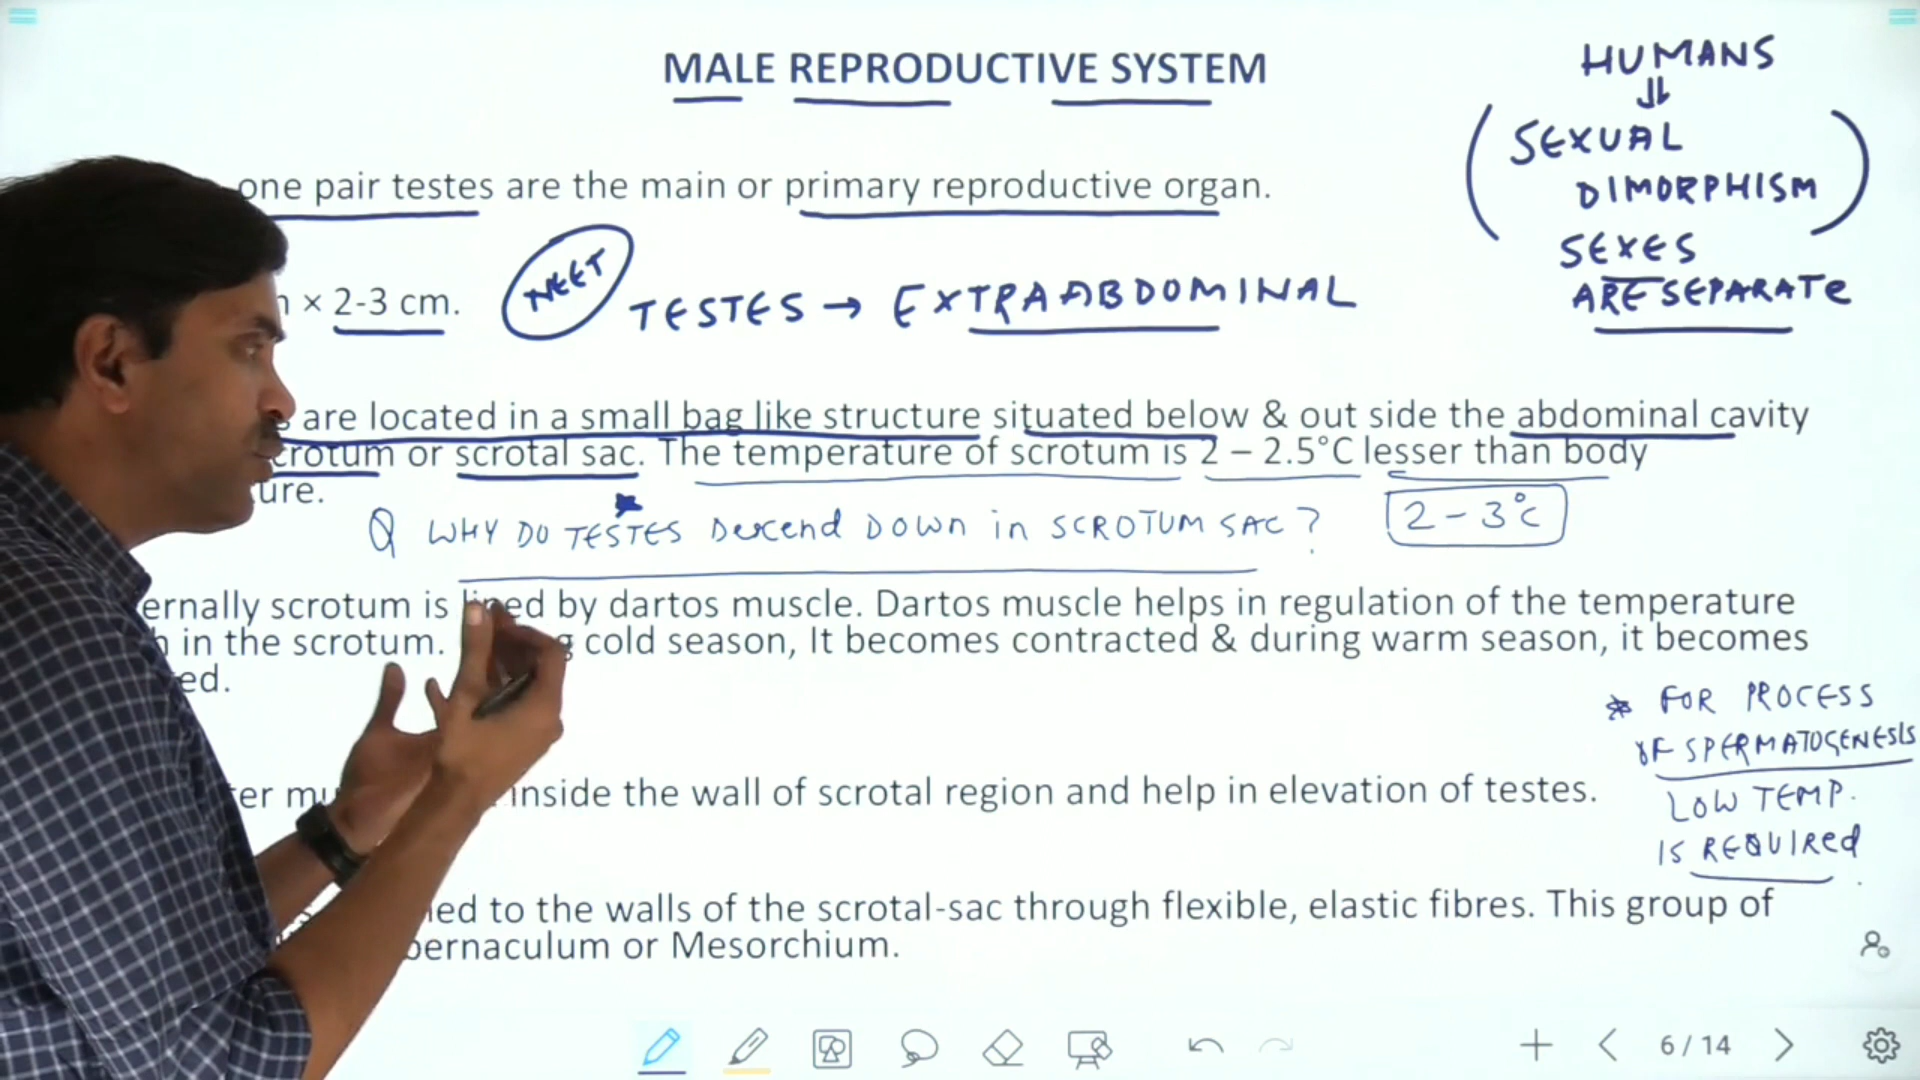 MALE REPRODUCTIVE SYSTEM
HUMANS
SEXUAL
DIMORPHISM
SEXES
ARE SEPARATE
one pair testes are the main or primary reproductive organ.
× 2-3 cm.
NEET
TESTES → EXTRAABDOMINAL
are located in a small bag like structure situated below & out side the abdominal cavity
crotum or scrotal sac. The temperature of scrotum is 2 – 2.5°C lesser than body
ure.
Q WHY DO TESTES Descend DOWN in SCROTUM SAC ?
2 - 3°C
ernally scrotum is lined by dartos muscle. Dartos muscle helps in regulation of the temperature
in the scrotum. cold season, It becomes contracted & during warm season, it becomes
ed.
* FOR PROCESS
OF SPERMATOGENESIS
LOW TEMP.
IS REQUIRED
er mu inside the wall of scrotal region and help in elevation of testes.
ed to the walls of the scrotal-sac through flexible, elastic fibres. This group of
bernaculum or Mesorchium.
6 / 14